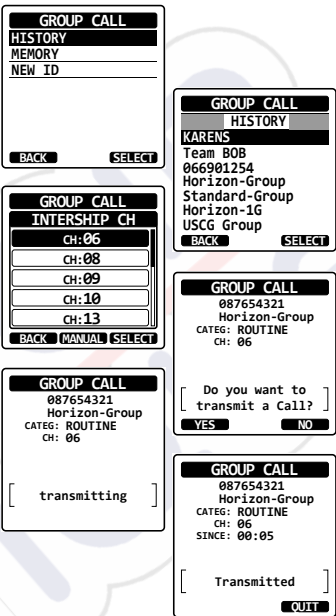 GROUP CALL
HISTORY
MEMORY
NEW ID
BACK SELECT
GROUP CALL
HISTORY
KARENS
Team BOB
066901254
Horizon-Group
Standard-Group
Horizon-1G
USCG Group
BACK SELECT
GROUP CALL
INTERSHIP CH
CH:06
CH:08
CH:09
CH:10
CH:13
BACK MANUAL SELECT
GROUP CALL
087654321
Horizon-Group
CATEG: ROUTINE
CH: 06
Do you want to
transmit a Call?
YES NO
GROUP CALL
087654321
Horizon-Group
CATEG: ROUTINE
CH: 06
[ transmitting ]
GROUP CALL
087654321
Horizon-Group
CATEG: ROUTINE
CH: 06
SINCE: 00:05
[ Transmitted ]
QUIT